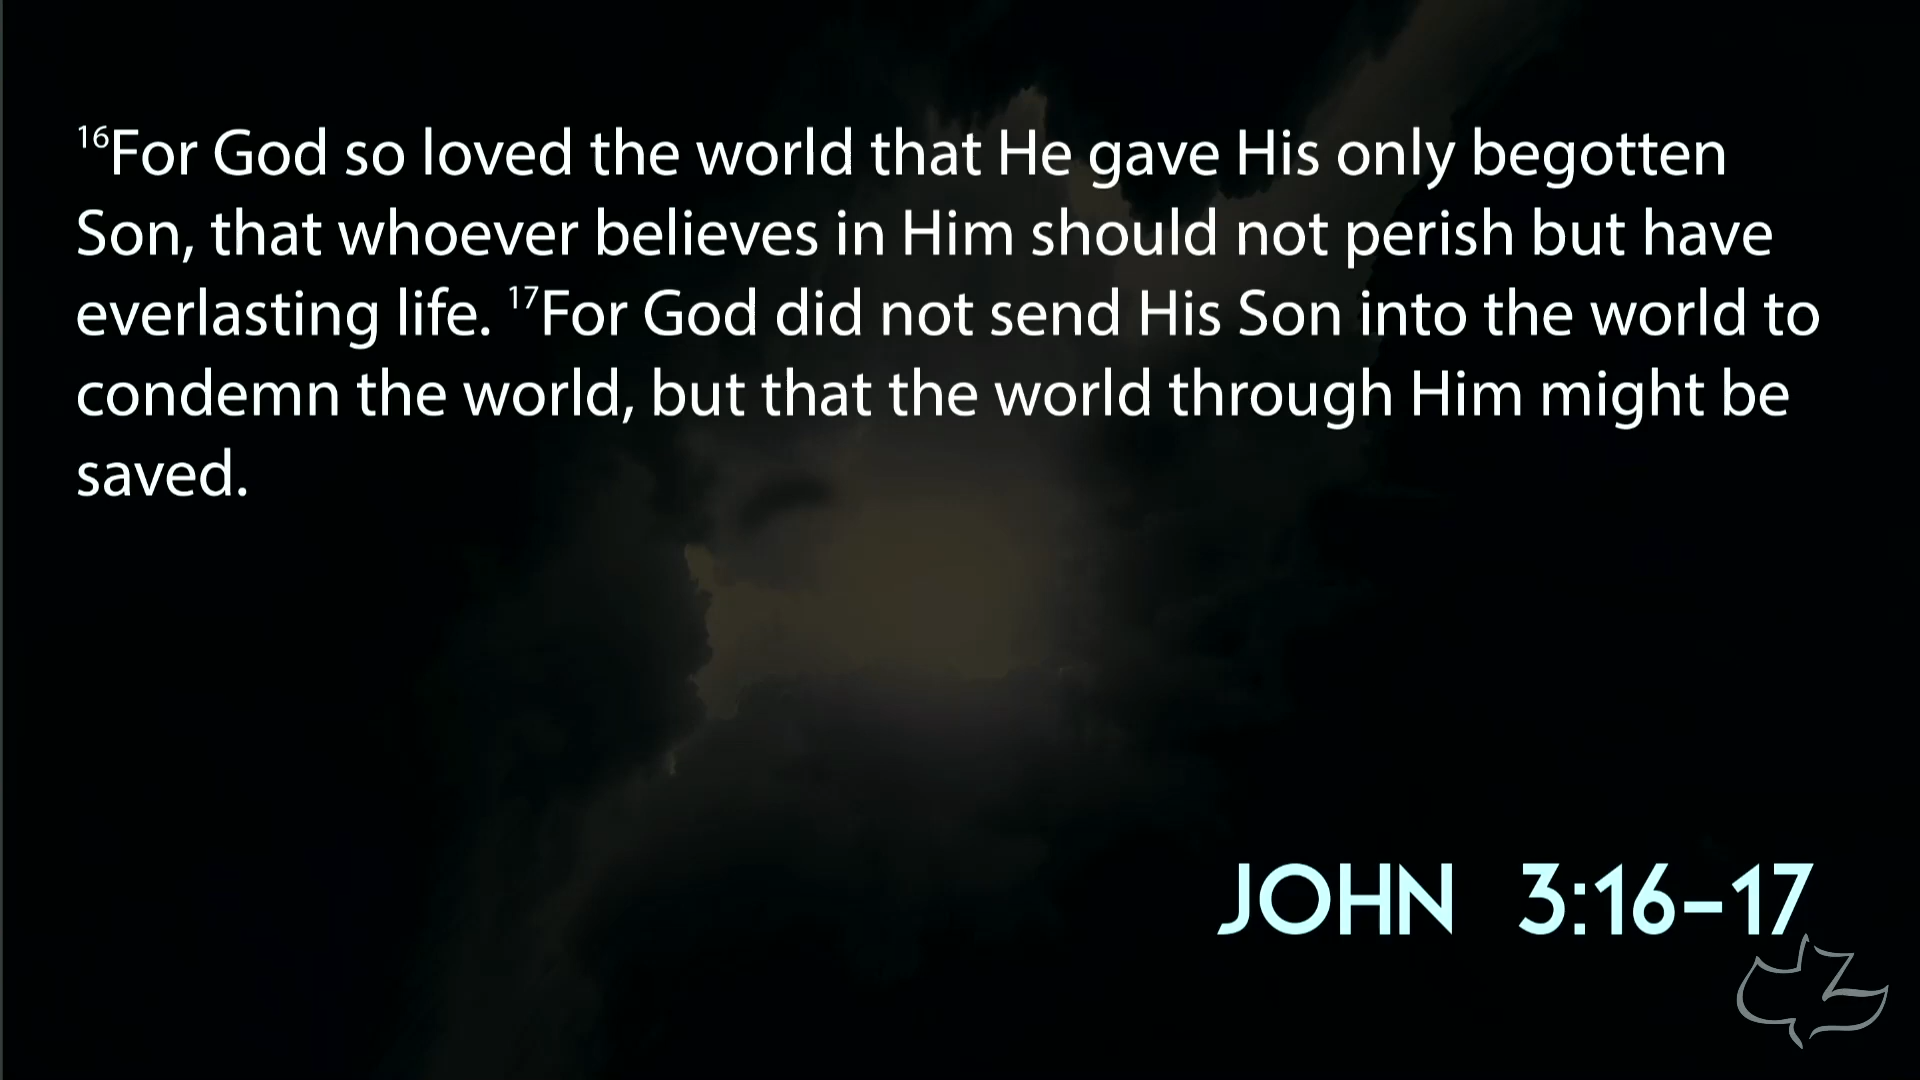 ¹⁶For God so loved the world that He gave His only begotten
Son, that whoever believes in Him should not perish but have
everlasting life. ¹⁷For God did not send His Son into the world to
condemn the world, but that the world through Him might be
saved.
JOHN 3:16–17